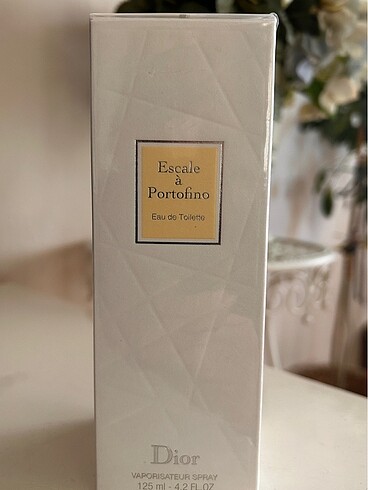 Escale
à
Portofino
Eau de Toilette
Dior
VAPORISATEUR SPRAY
125 ml - 4.2 FL.OZ